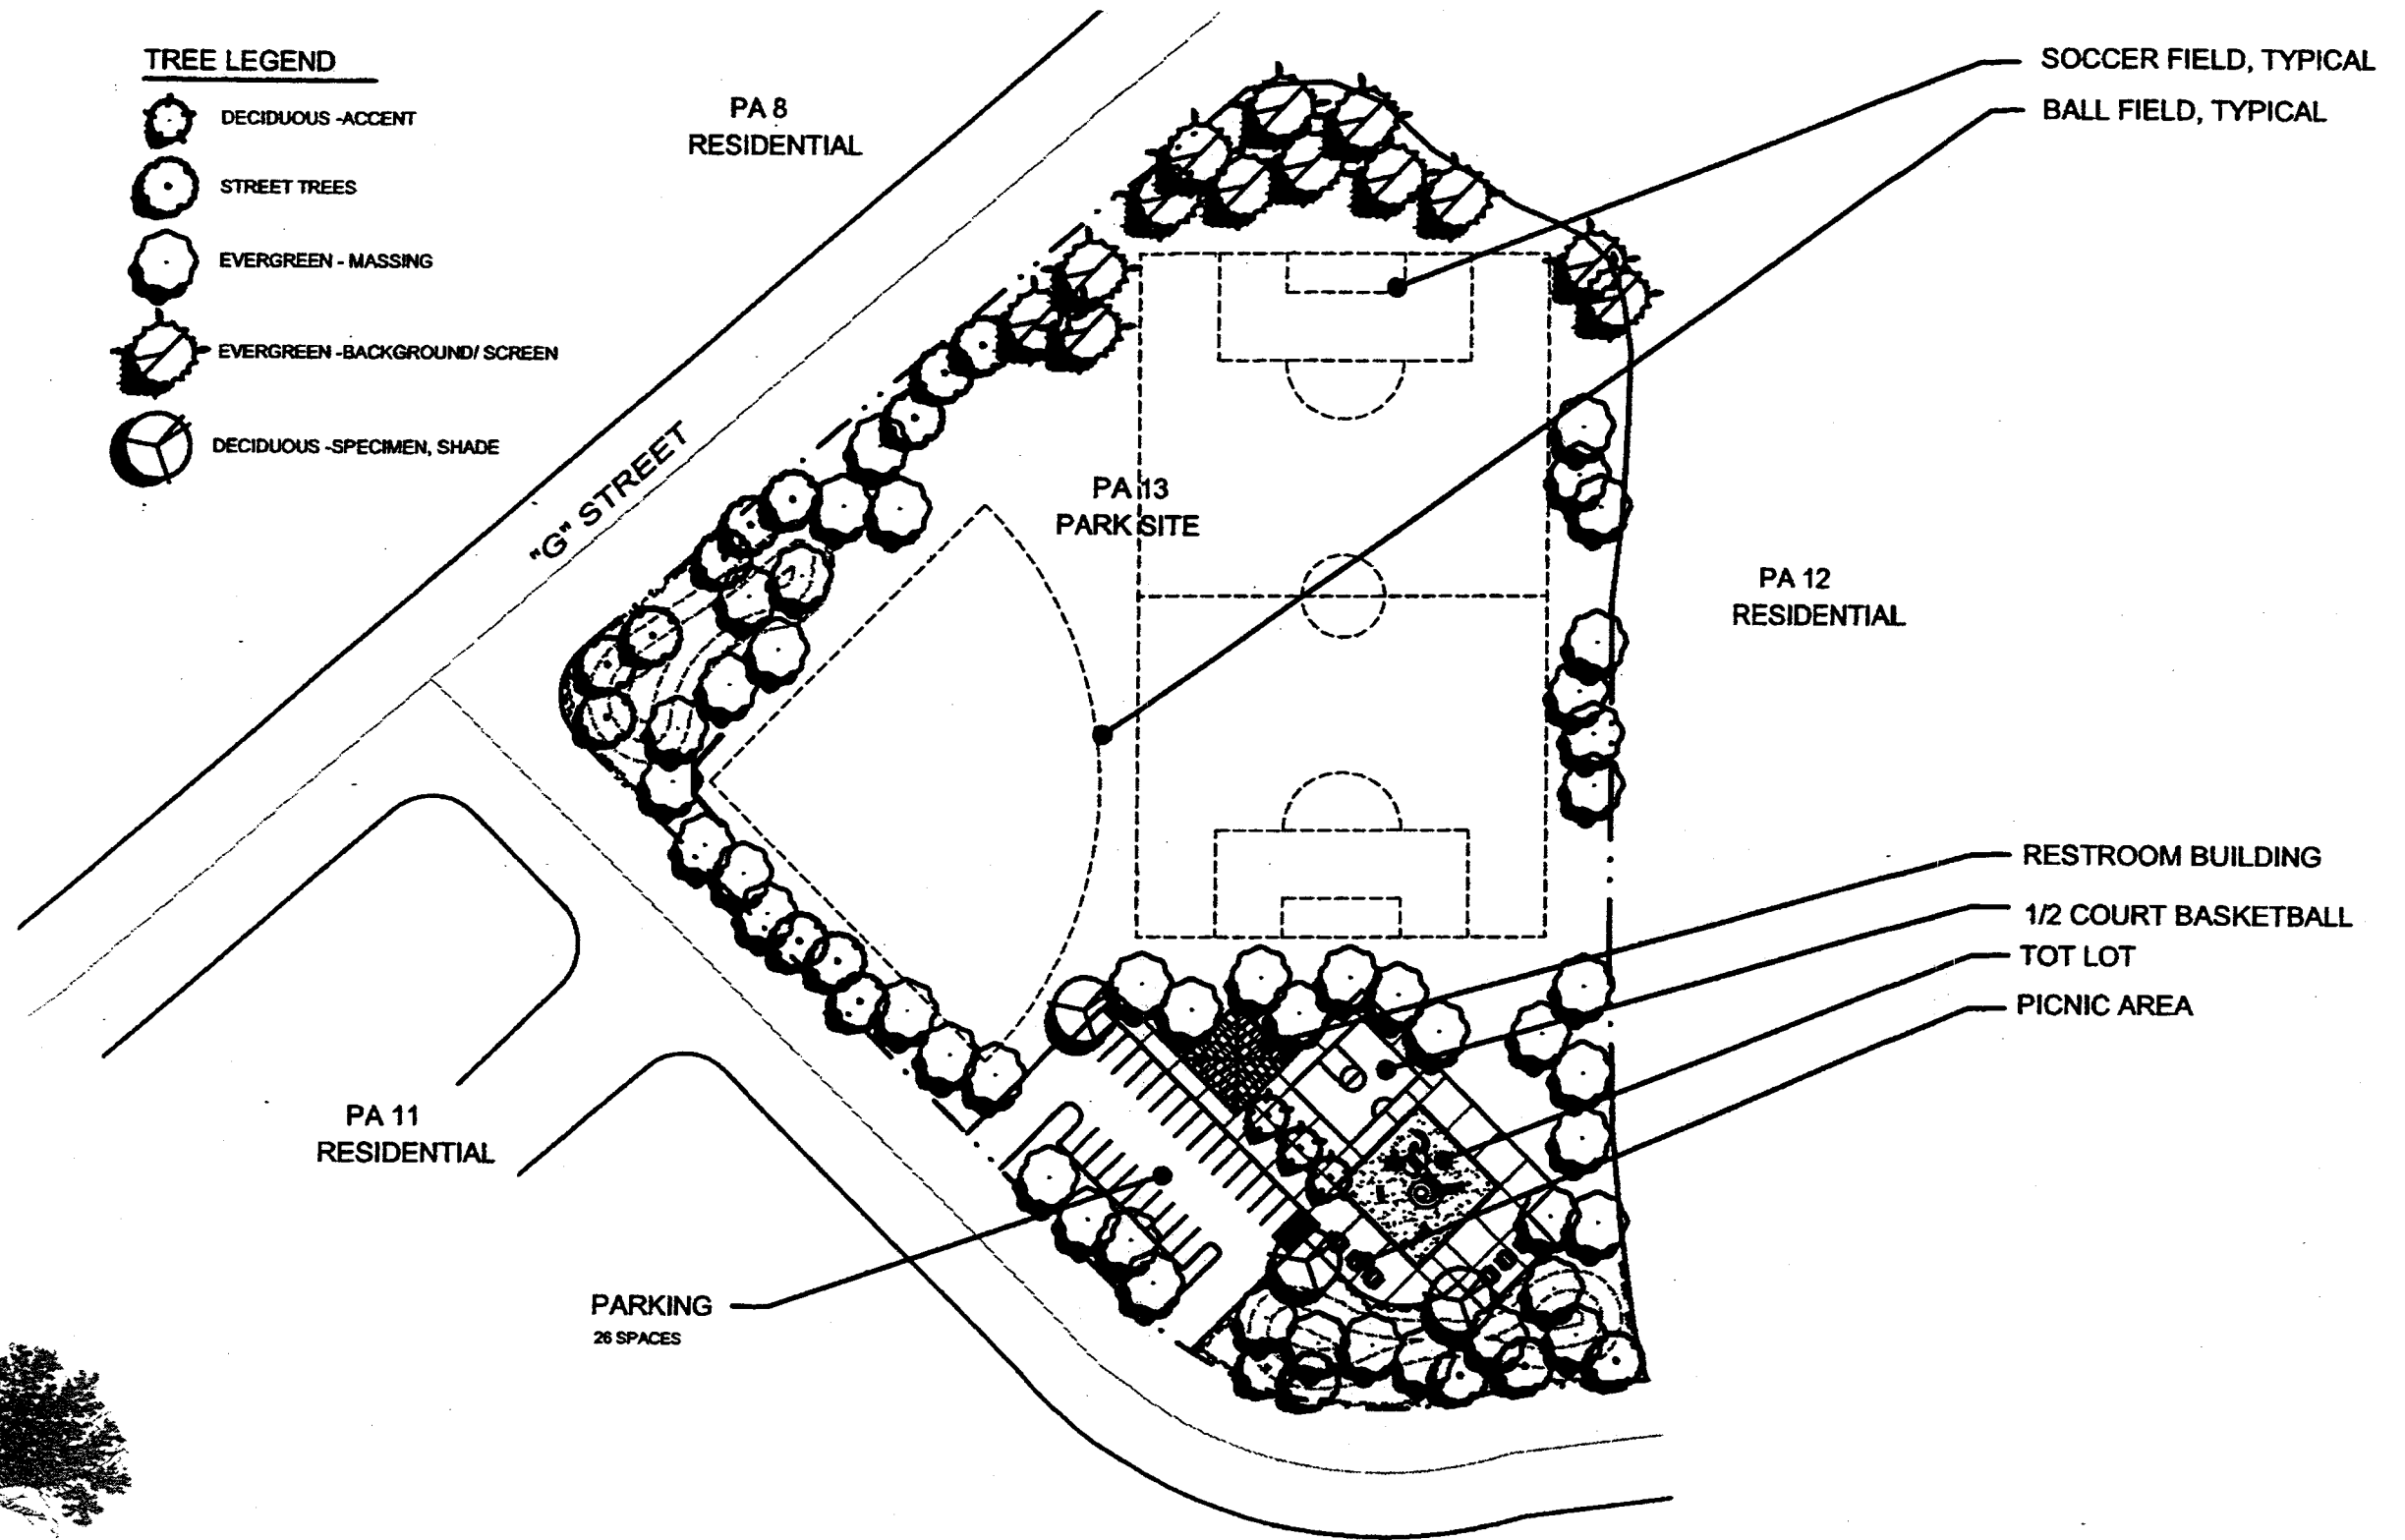 TREE LEGEND
DECIDUOUS -ACCENT
STREET TREES
EVERGREEN - MASSING
EVERGREEN -BACKGROUND/ SCREEN
DECIDUOUS -SPECIMEN, SHADE
PA 8
RESIDENTIAL
SOCCER FIELD, TYPICAL
BALL FIELD, TYPICAL
"G" STREET
PA 13
PARK SITE
PA 12
RESIDENTIAL
RESTROOM BUILDING
1/2 COURT BASKETBALL
TOT LOT
PICNIC AREA
PA 11
RESIDENTIAL
PARKING
26 SPACES